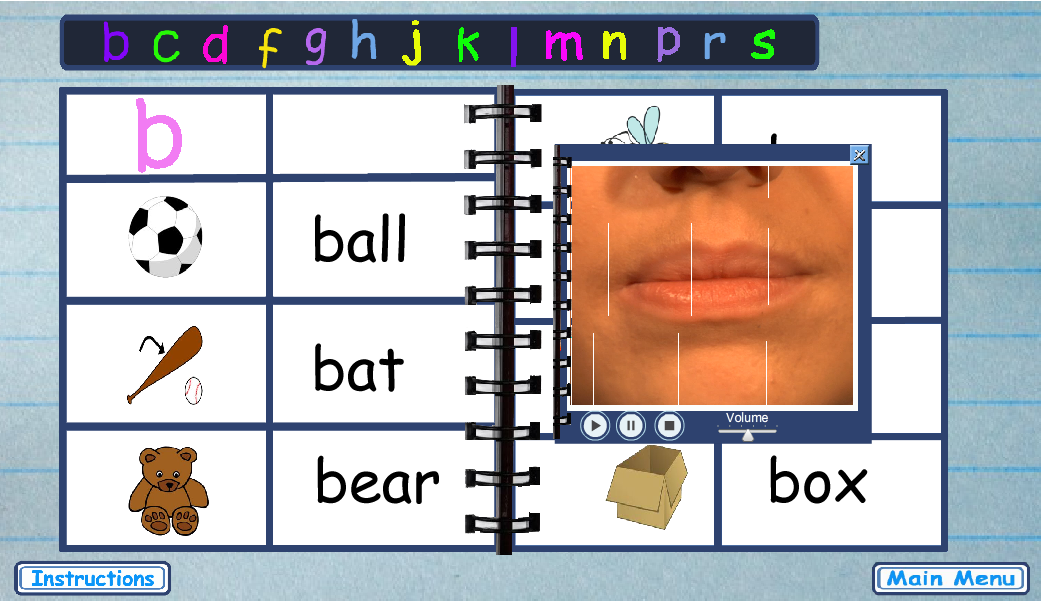 b c d f g h j k l m n p r s
b
ball
bat
bear
Volume
box
Instructions
Main Menu